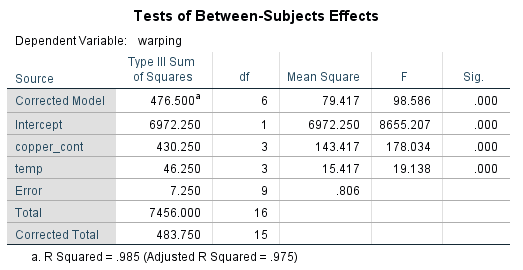 Tests of Between-Subjects Effects
Dependent Variable: warping
Source Type III Sum of Squares df Mean Square F Sig.
Corrected Model 476.500a 6 79.417 98.586 .000
Intercept 6972.250 1 6972.250 8655.207 .000
copper_cont 430.250 3 143.417 178.034 .000
temp 46.250 3 15.417 19.138 .000
Error 7.250 9 .806
Total 7456.000 16
Corrected Total 483.750 15
a. R Squared = .985 (Adjusted R Squared = .975)